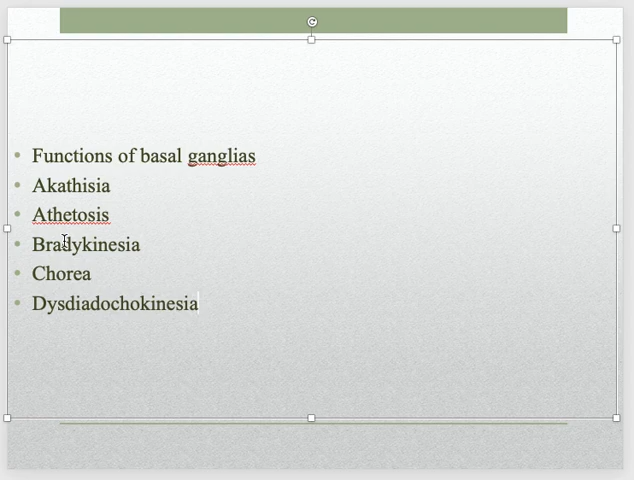 Functions of basal ganglias
Akathisia
Athetosis
Bradykinesia
Chorea
Dysdiadochokinesia